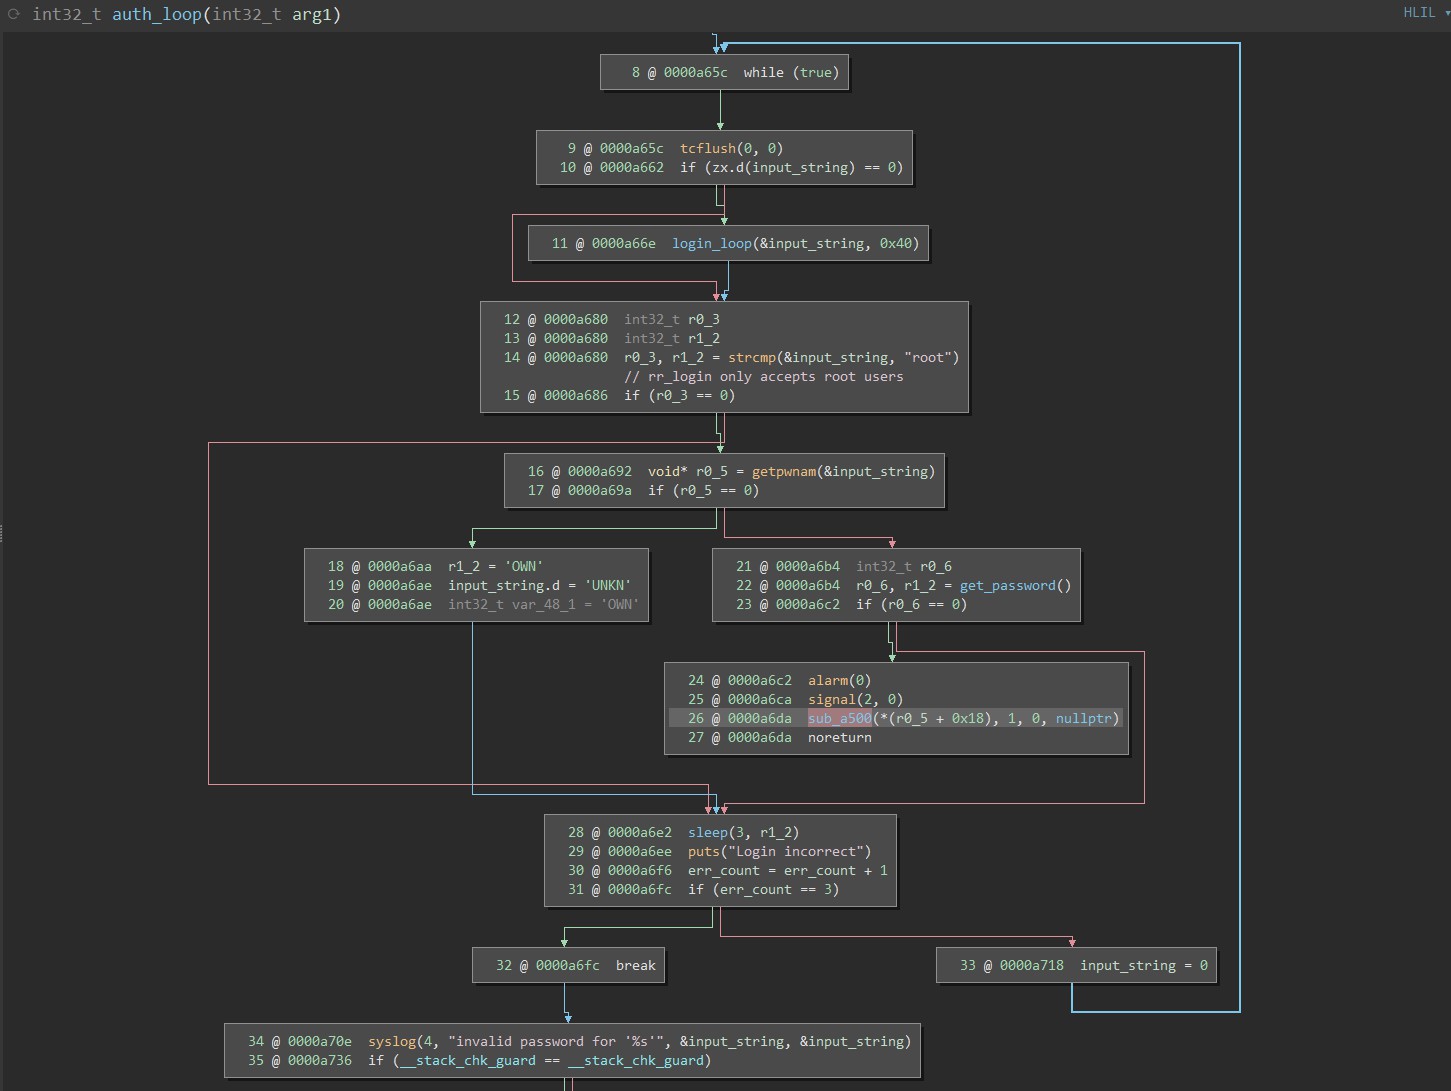 int32_t auth_loop(int32_t arg1)
HLIL
8 @ 0000a65c while (true)
9 @ 0000a65c tcflush(0, 0)
10 @ 0000a662 if (zx.d(input_string) == 0)
11 @ 0000a66e login_loop(&input_string, 0x40)
12 @ 0000a680 int32_t r0_3
13 @ 0000a680 int32_t r1_2
14 @ 0000a680 r0_3, r1_2 = strcmp(&input_string, "root")
// rr_login only accepts root users
15 @ 0000a686 if (r0_3 == 0)
16 @ 0000a692 void* r0_5 = getpwnam(&input_string)
17 @ 0000a69a if (r0_5 == 0)
18 @ 0000a6aa r1_2 = 'OWN'
19 @ 0000a6ae input_string.d = 'UNKN'
20 @ 0000a6ae int32_t var_48_1 = 'OWN'
21 @ 0000a6b4 int32_t r0_6
22 @ 0000a6b4 r0_6, r1_2 = get_password()
23 @ 0000a6c2 if (r0_6 == 0)
24 @ 0000a6c2 alarm(0)
25 @ 0000a6ca signal(2, 0)
26 @ 0000a6da sub_a500(*(r0_5 + 0x18), 1, 0, nullptr)
27 @ 0000a6da noreturn
28 @ 0000a6e2 sleep(3, r1_2)
29 @ 0000a6ee puts("Login incorrect")
30 @ 0000a6f6 err_count = err_count + 1
31 @ 0000a6fc if (err_count == 3)
32 @ 0000a6fc break
33 @ 0000a718 input_string = 0
34 @ 0000a70e syslog(4, "invalid password for '%s'", &input_string, &input_string)
35 @ 0000a736 if (__stack_chk_guard == __stack_chk_guard)